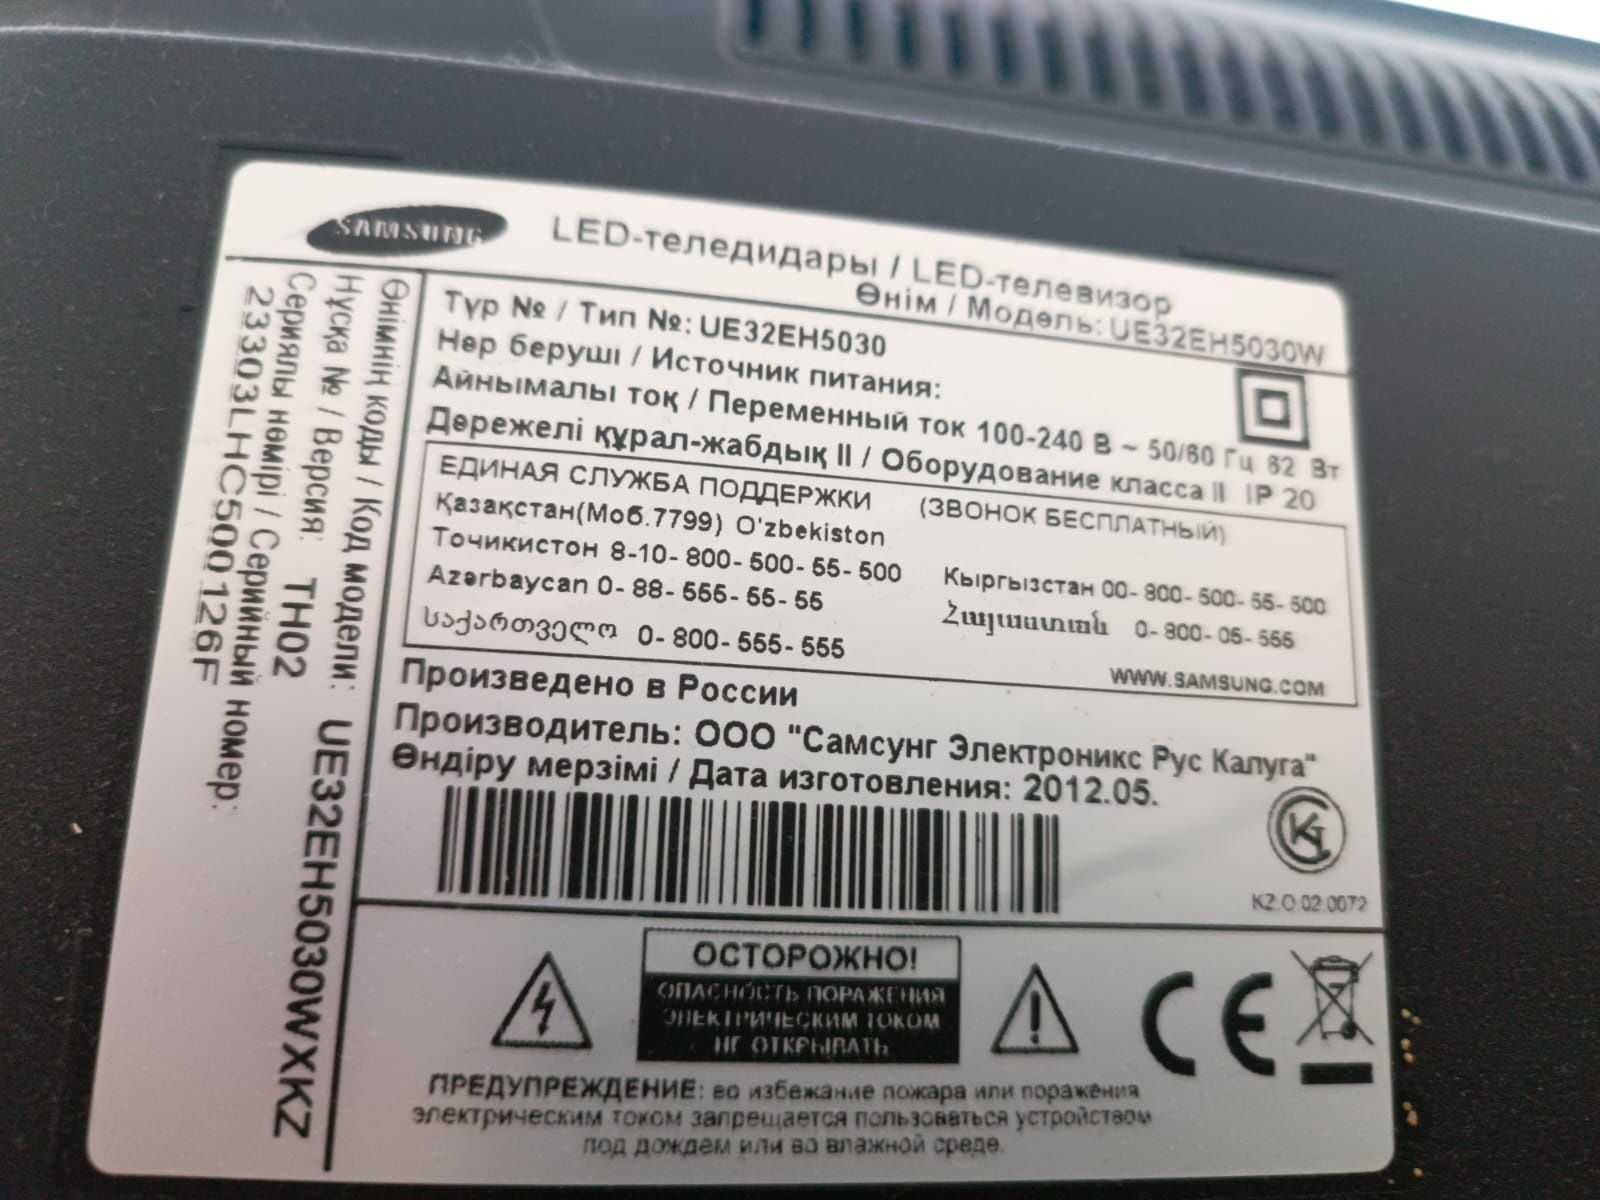 SAMSUNG
LED-теледидары / LED-телевизор
Өнім / Модель: UE32EH5030W
Түр № / Тип №: UE32EH5030
Нәр беруші / Источник питания:
Айнымалы тоқ / Переменный ток 100-240 В ~ 50/60 Гц 62 Вт
Дәрежелі құрал-жабдық II / Оборудование класса II IP 20
ЕДИНАЯ СЛУЖБА ПОДДЕРЖКИ (ЗВОНОК БЕСПЛАТНЫЙ)
Қазақстан(Моб.7799) O'zbekiston
Точикистон 8-10-800-500-55-500 Кыргызстан 00-800-500-55-500
Azərbaycan 0-88-555-55-55 Հայաստան 0-800-05-555
საქართველო 0-800-555-555
WWW.SAMSUNG.COM
Произведено в России
Производитель: ООО "Самсунг Электроникс Рус Калуга"
Өндіру мерзімі / Дата изготовления: 2012.05.
KZ.O.02.0072
ОСТОРОЖНО!
ОПАСНОСТЬ ПОРАЖЕНИЯ
ЭЛЕКТРИЧЕСКИМ ТОКОМ
НЕ ОТКРЫВАТЬ
CE
ПРЕДУПРЕЖДЕНИЕ: во избежание пожара или поражения
электрическим током запрещается пользоваться устройством
под дождем или во влажной среде.
Өнімнің коды / Код модели: UE32EH5030WXKZ
Нұсқа № / Версия: TH02
Сериялы нөмірі / Серийный номер:
23303LHC500126F